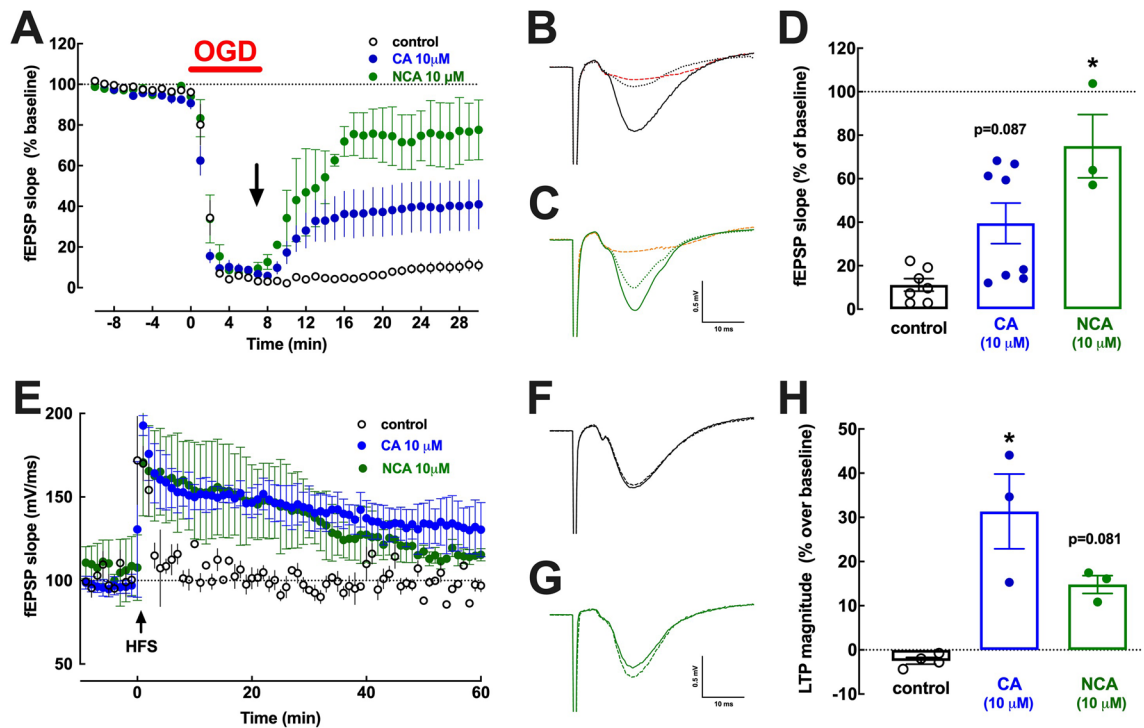 A
OGD
control
CA 10µM
NCA 10 µM
fEPSP slope (% baseline)
120
100
80
60
40
20
0
-8 -4 0 4 8 12 16 20 24 28
Time (min)
B
C
0.5 mV
10 ms
D
fEPSP slope (% of baseline)
120
100
80
60
40
20
0
p=0.087
*
control
CA
(10 µM)
NCA
(10 µM)
E
control
CA 10 µM
NCA 10µM
fEPSP slope (mV/ms)
200
150
100
50
HFS
0 20 40 60
Time (min)
F
G
0.5 mV
10 ms
H
LTP magnitude (% over baseline)
50
40
30
20
10
0
-10
*
p=0.081
control
CA
(10 µM)
NCA
(10 µM)